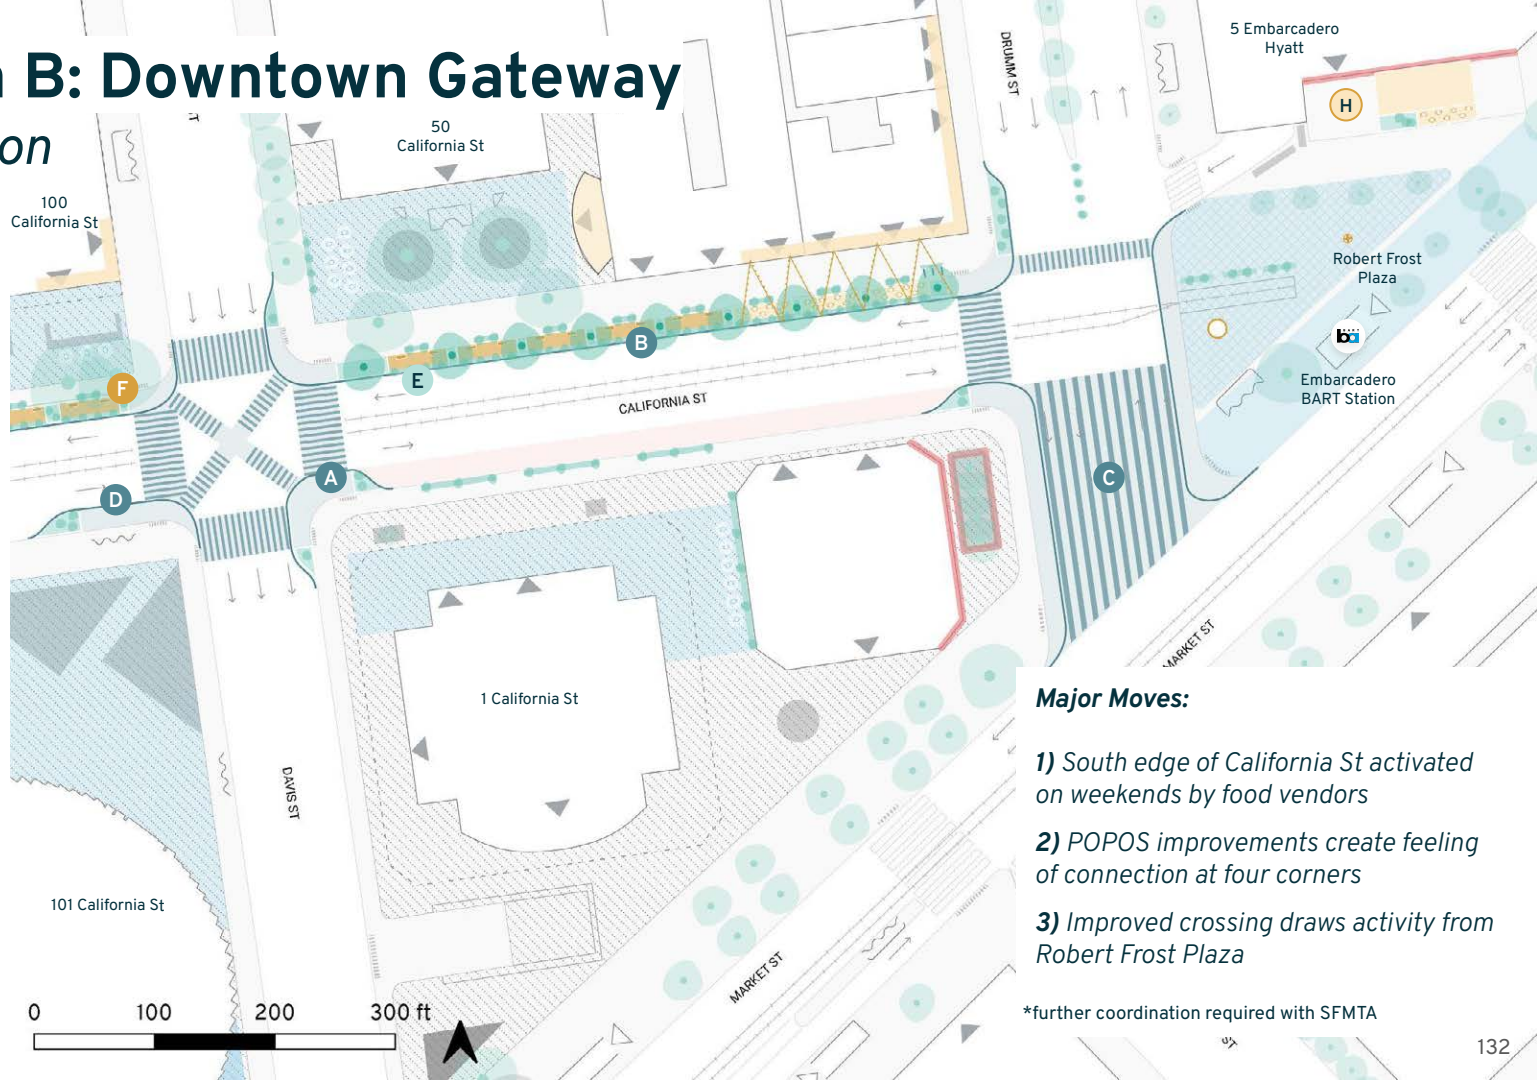 B: Downtown Gateway
on
50
California St
100
California St
DRUMM ST
5 Embarcadero
Hyatt
H
Robert Frost
Plaza
ba
Embarcadero
BART Station
B
E
F
CALIFORNIA ST
A
D
C
MARKET ST
1 California St
DAVIS ST
101 California St
MARKET ST
Major Moves:
1) South edge of California St activated
on weekends by food vendors
2) POPOS improvements create feeling
of connection at four corners
3) Improved crossing draws activity from
Robert Frost Plaza
*further coordination required with SFMTA
0 100 200 300 ft
ST
132